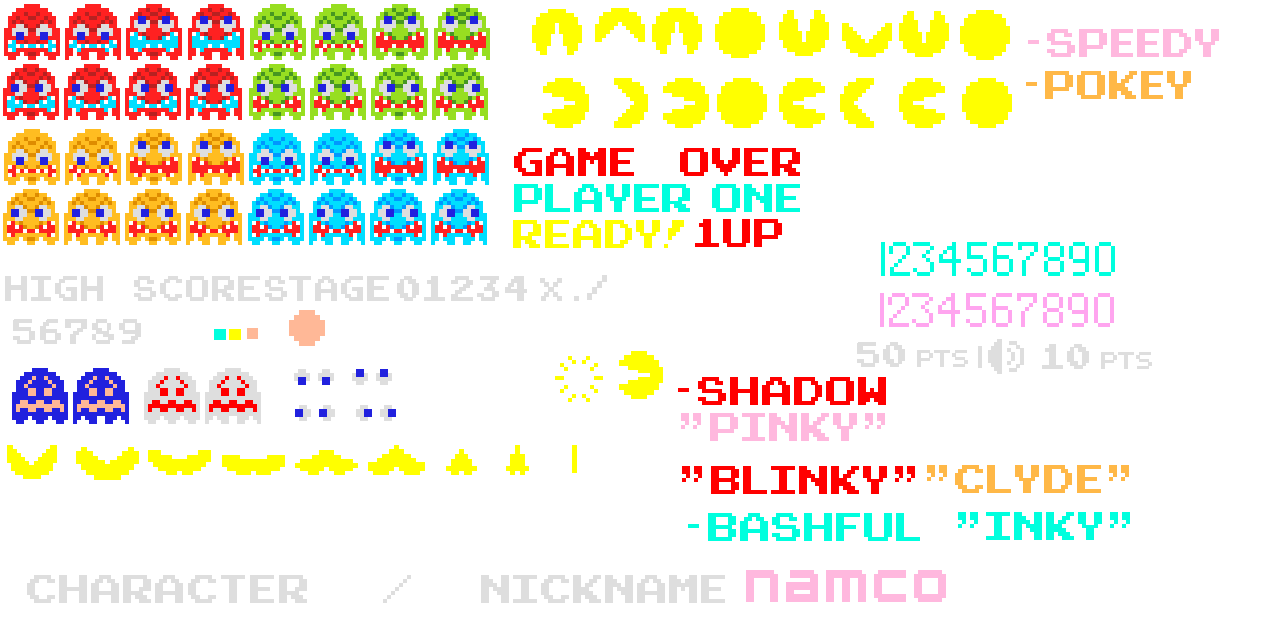 -SPEEDY
-POKEY
GAME OVER
PLAYER ONE
READY! 1UP
1234567890
HIGH SCORESTAGE01234 X./
1234567890
56789
50 PTS 10 PTS
-SHADOW
"PINKY"
"BLINKY" "CLYDE"
-BASHFUL "INKY"
CHARACTER / NICKNAME namco